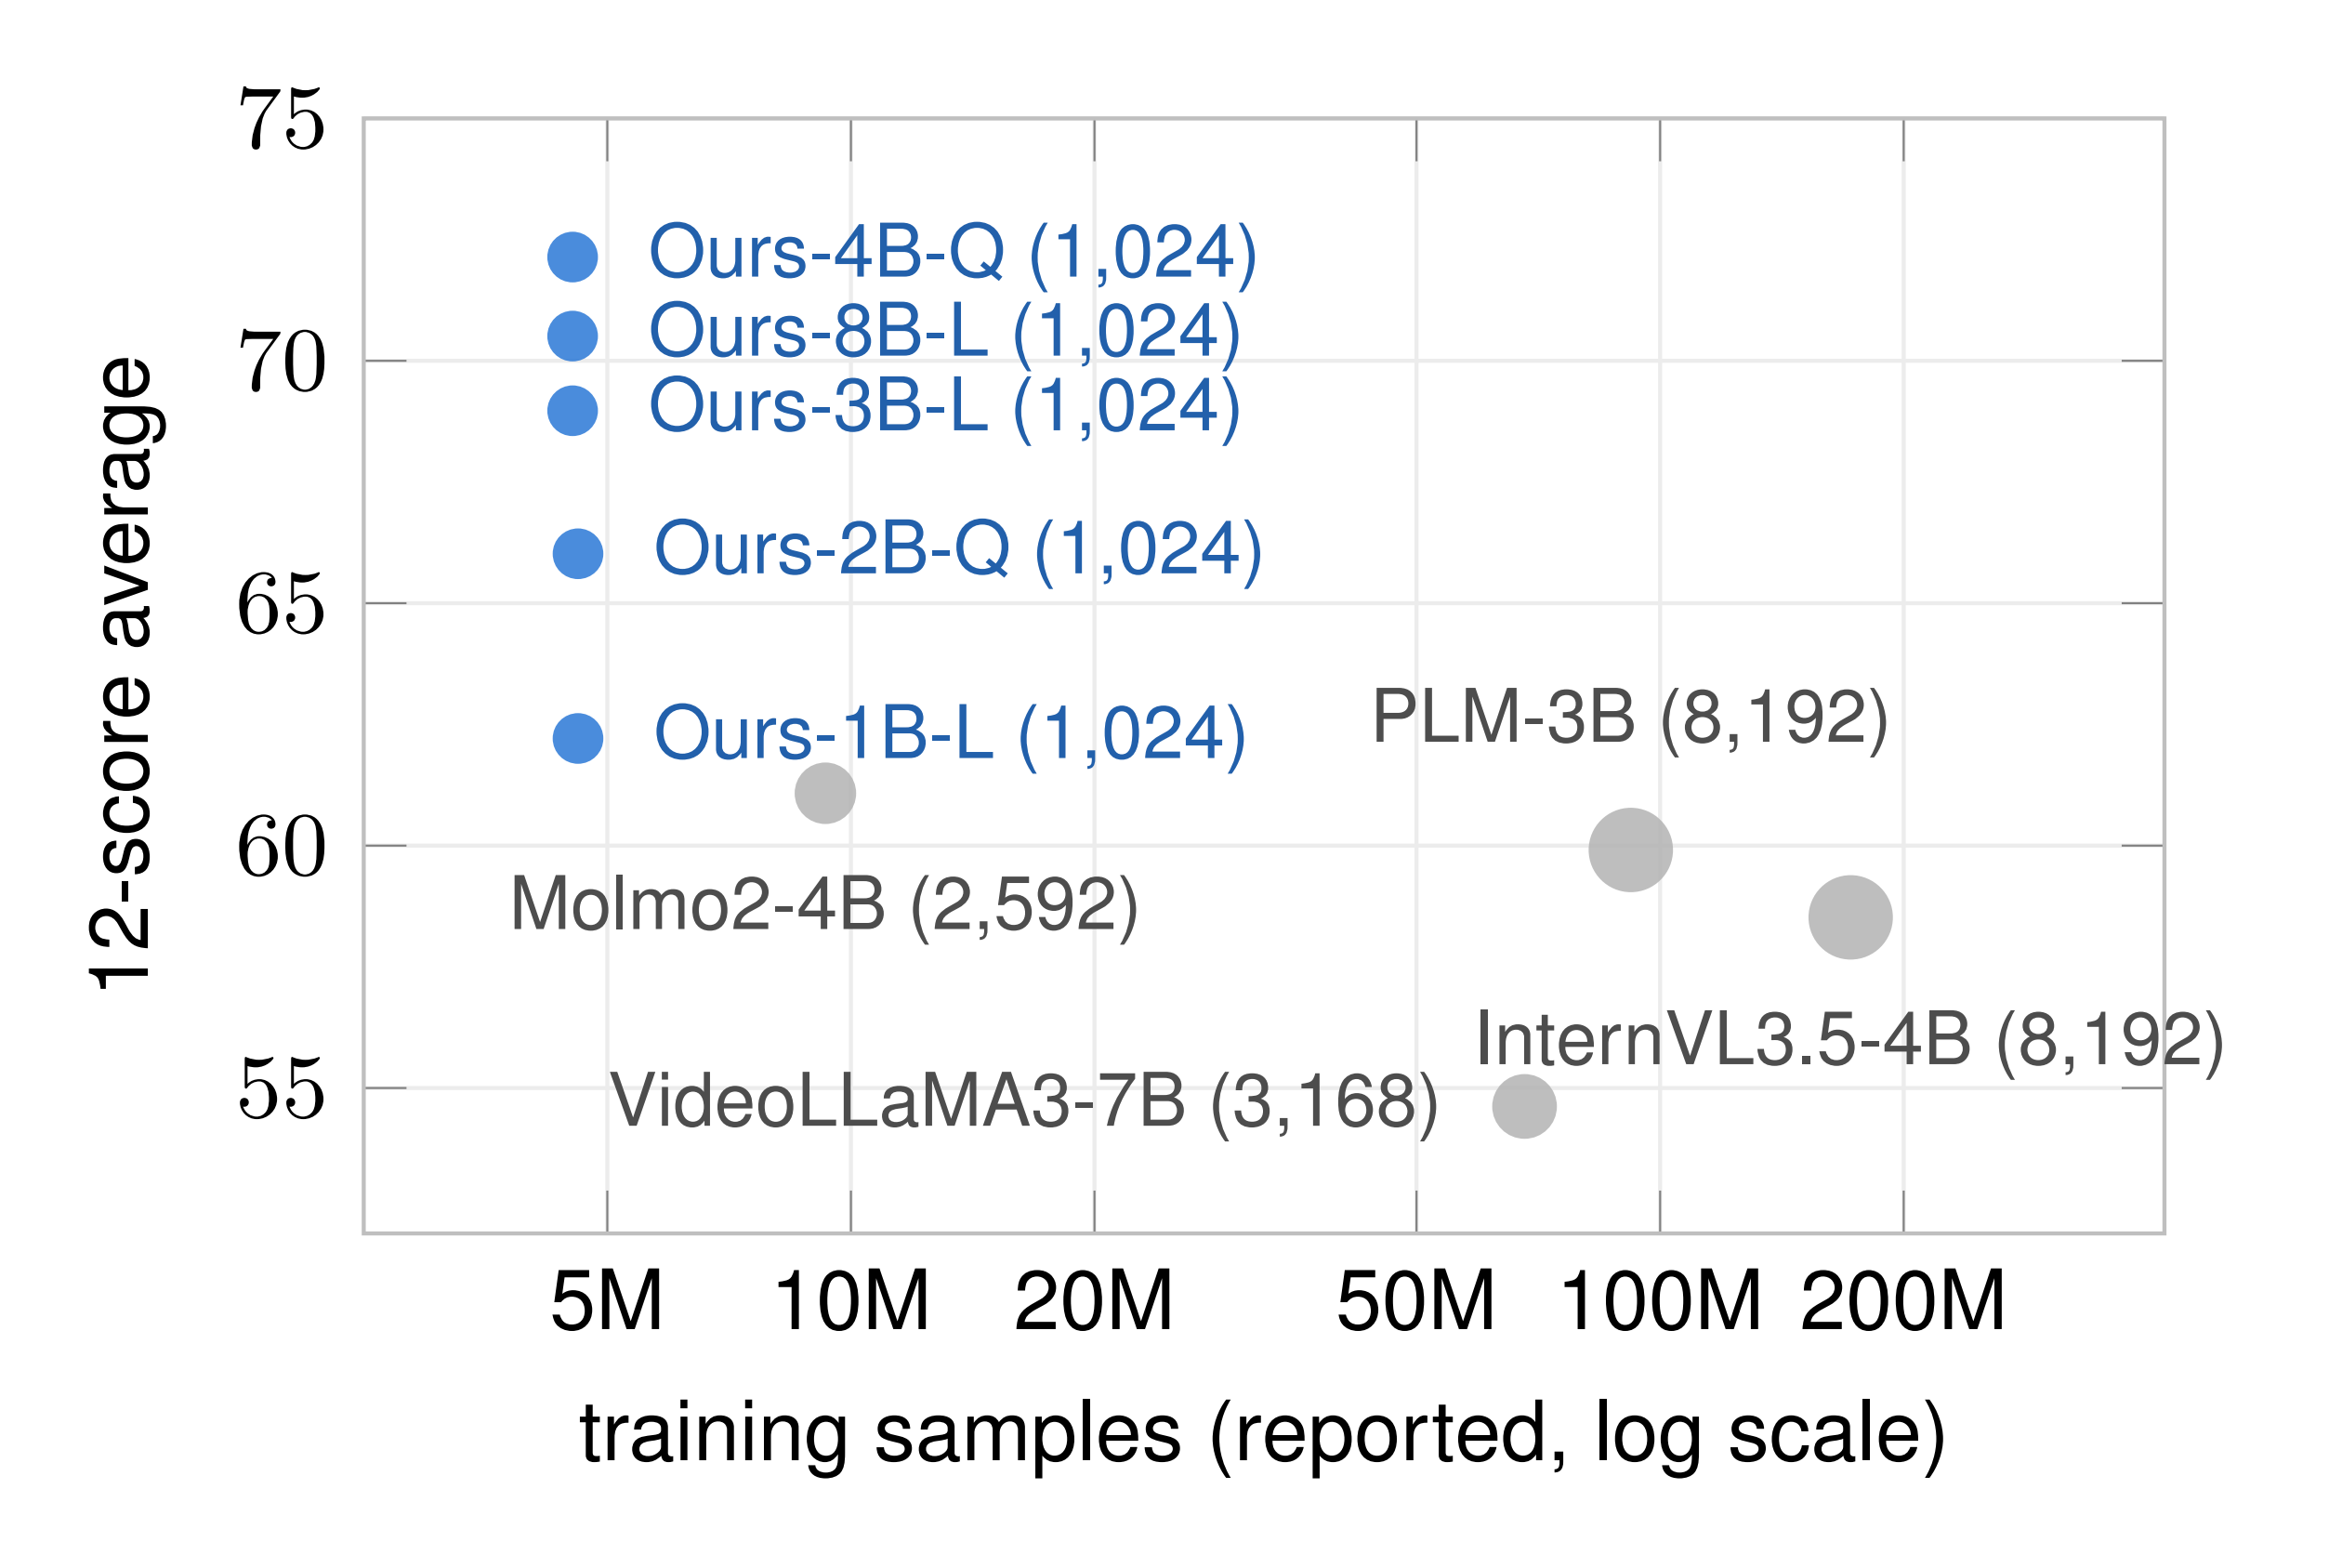 75
70
65
60
55
12-score average
Ours-4B-Q (1,024)
Ours-8B-L (1,024)
Ours-3B-L (1,024)
Ours-2B-Q (1,024)
Ours-1B-L (1,024)
PLM-3B (8,192)
Molmo2-4B (2,592)
InternVL3.5-4B (8,192)
VideoLLaMA3-7B (3,168)
5M 10M 20M 50M 100M 200M
training samples (reported, log scale)